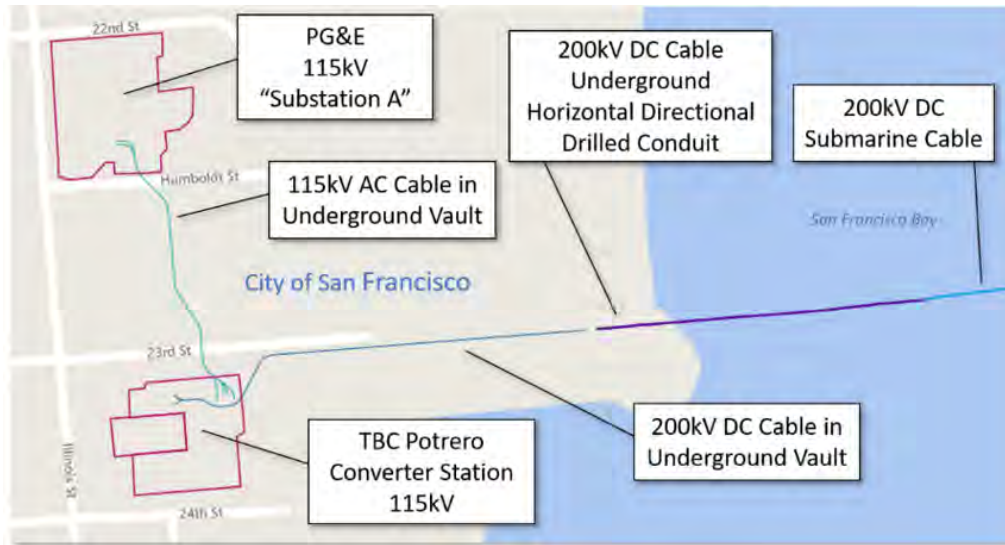 22nd St
PG&E
115kV
“Substation A”
200kV DC Cable
Underground
Horizontal Directional
Drilled Conduit
200kV DC
Submarine Cable
Humboldt St
115kV AC Cable in
Underground Vault
San Francisco Bay
City of San Francisco
23rd St
TBC Potrero
Converter Station
115kV
200kV DC Cable in
Underground Vault
Illinois St
24th St